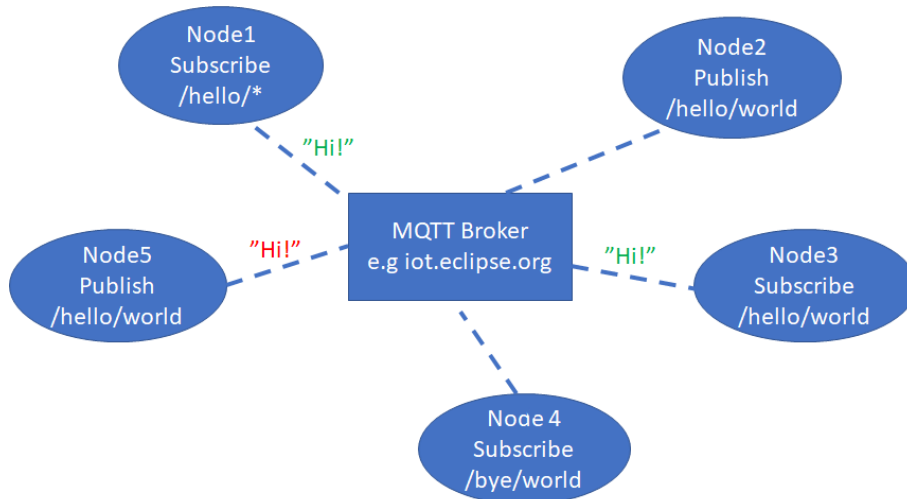 Node1
Subscribe
/hello/*
Node2
Publish
/hello/world
”Hi!”
MQTT Broker
e.g iot.eclipse.org
Node5
Publish
/hello/world
”Hi!”
”Hi!”
Node3
Subscribe
/hello/world
Node 4
Subscribe
/bye/world